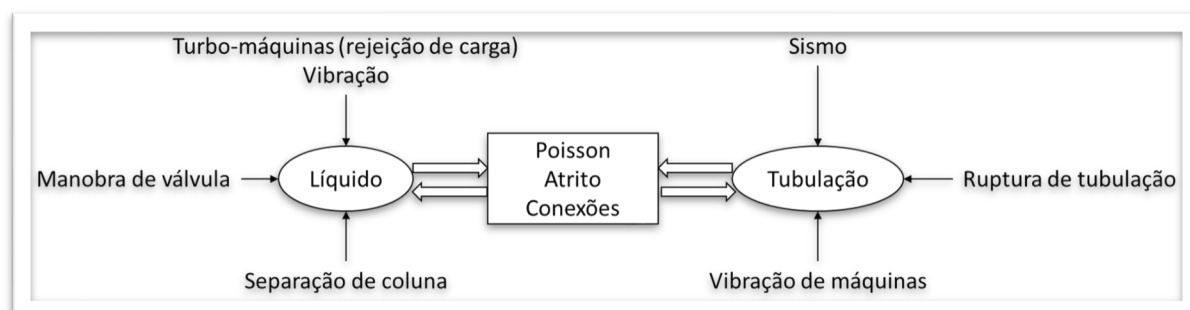 Turbo-máquinas (rejeição de carga)
Vibração
Sismo
Manobra de válvula
Líquido
Poisson
Atrito
Conexões
Tubulação
Ruptura de tubulação
Separação de coluna
Vibração de máquinas